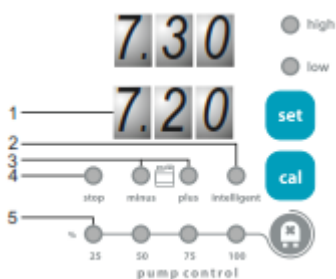 7.30
high
low
1
7.20
set
2
3
4
cal
stop minus plus intelligent
5
%
25 50 75 100
pump control